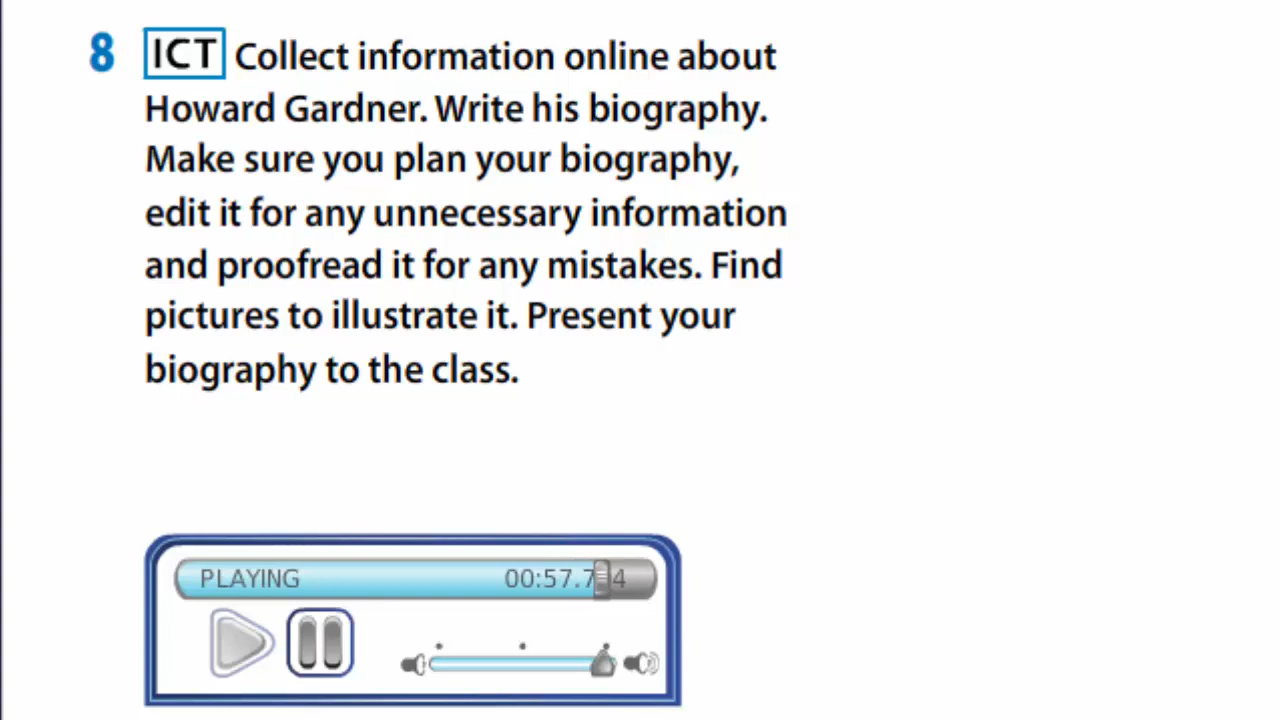 8 ICT Collect information online about
Howard Gardner. Write his biography.
Make sure you plan your biography,
edit it for any unnecessary information
and proofread it for any mistakes. Find
pictures to illustrate it. Present your
biography to the class.
PLAYING 00:57.7